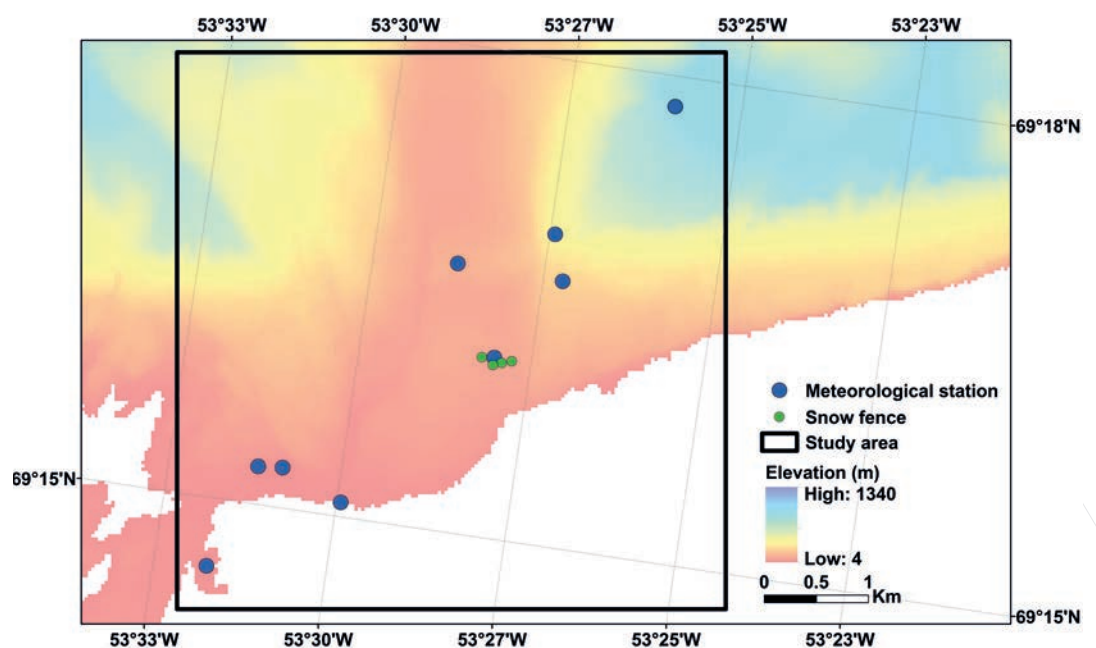 53°33'W 53°30'W 53°27'W 53°25'W 53°23'W
69°18'N
Meteorological station
Snow fence
Study area
Elevation (m)
High: 1340
Low: 4
0 0.5 1
Km
69°15'N
69°15'N
53°33'W 53°30'W 53°27'W 53°25'W 53°23'W